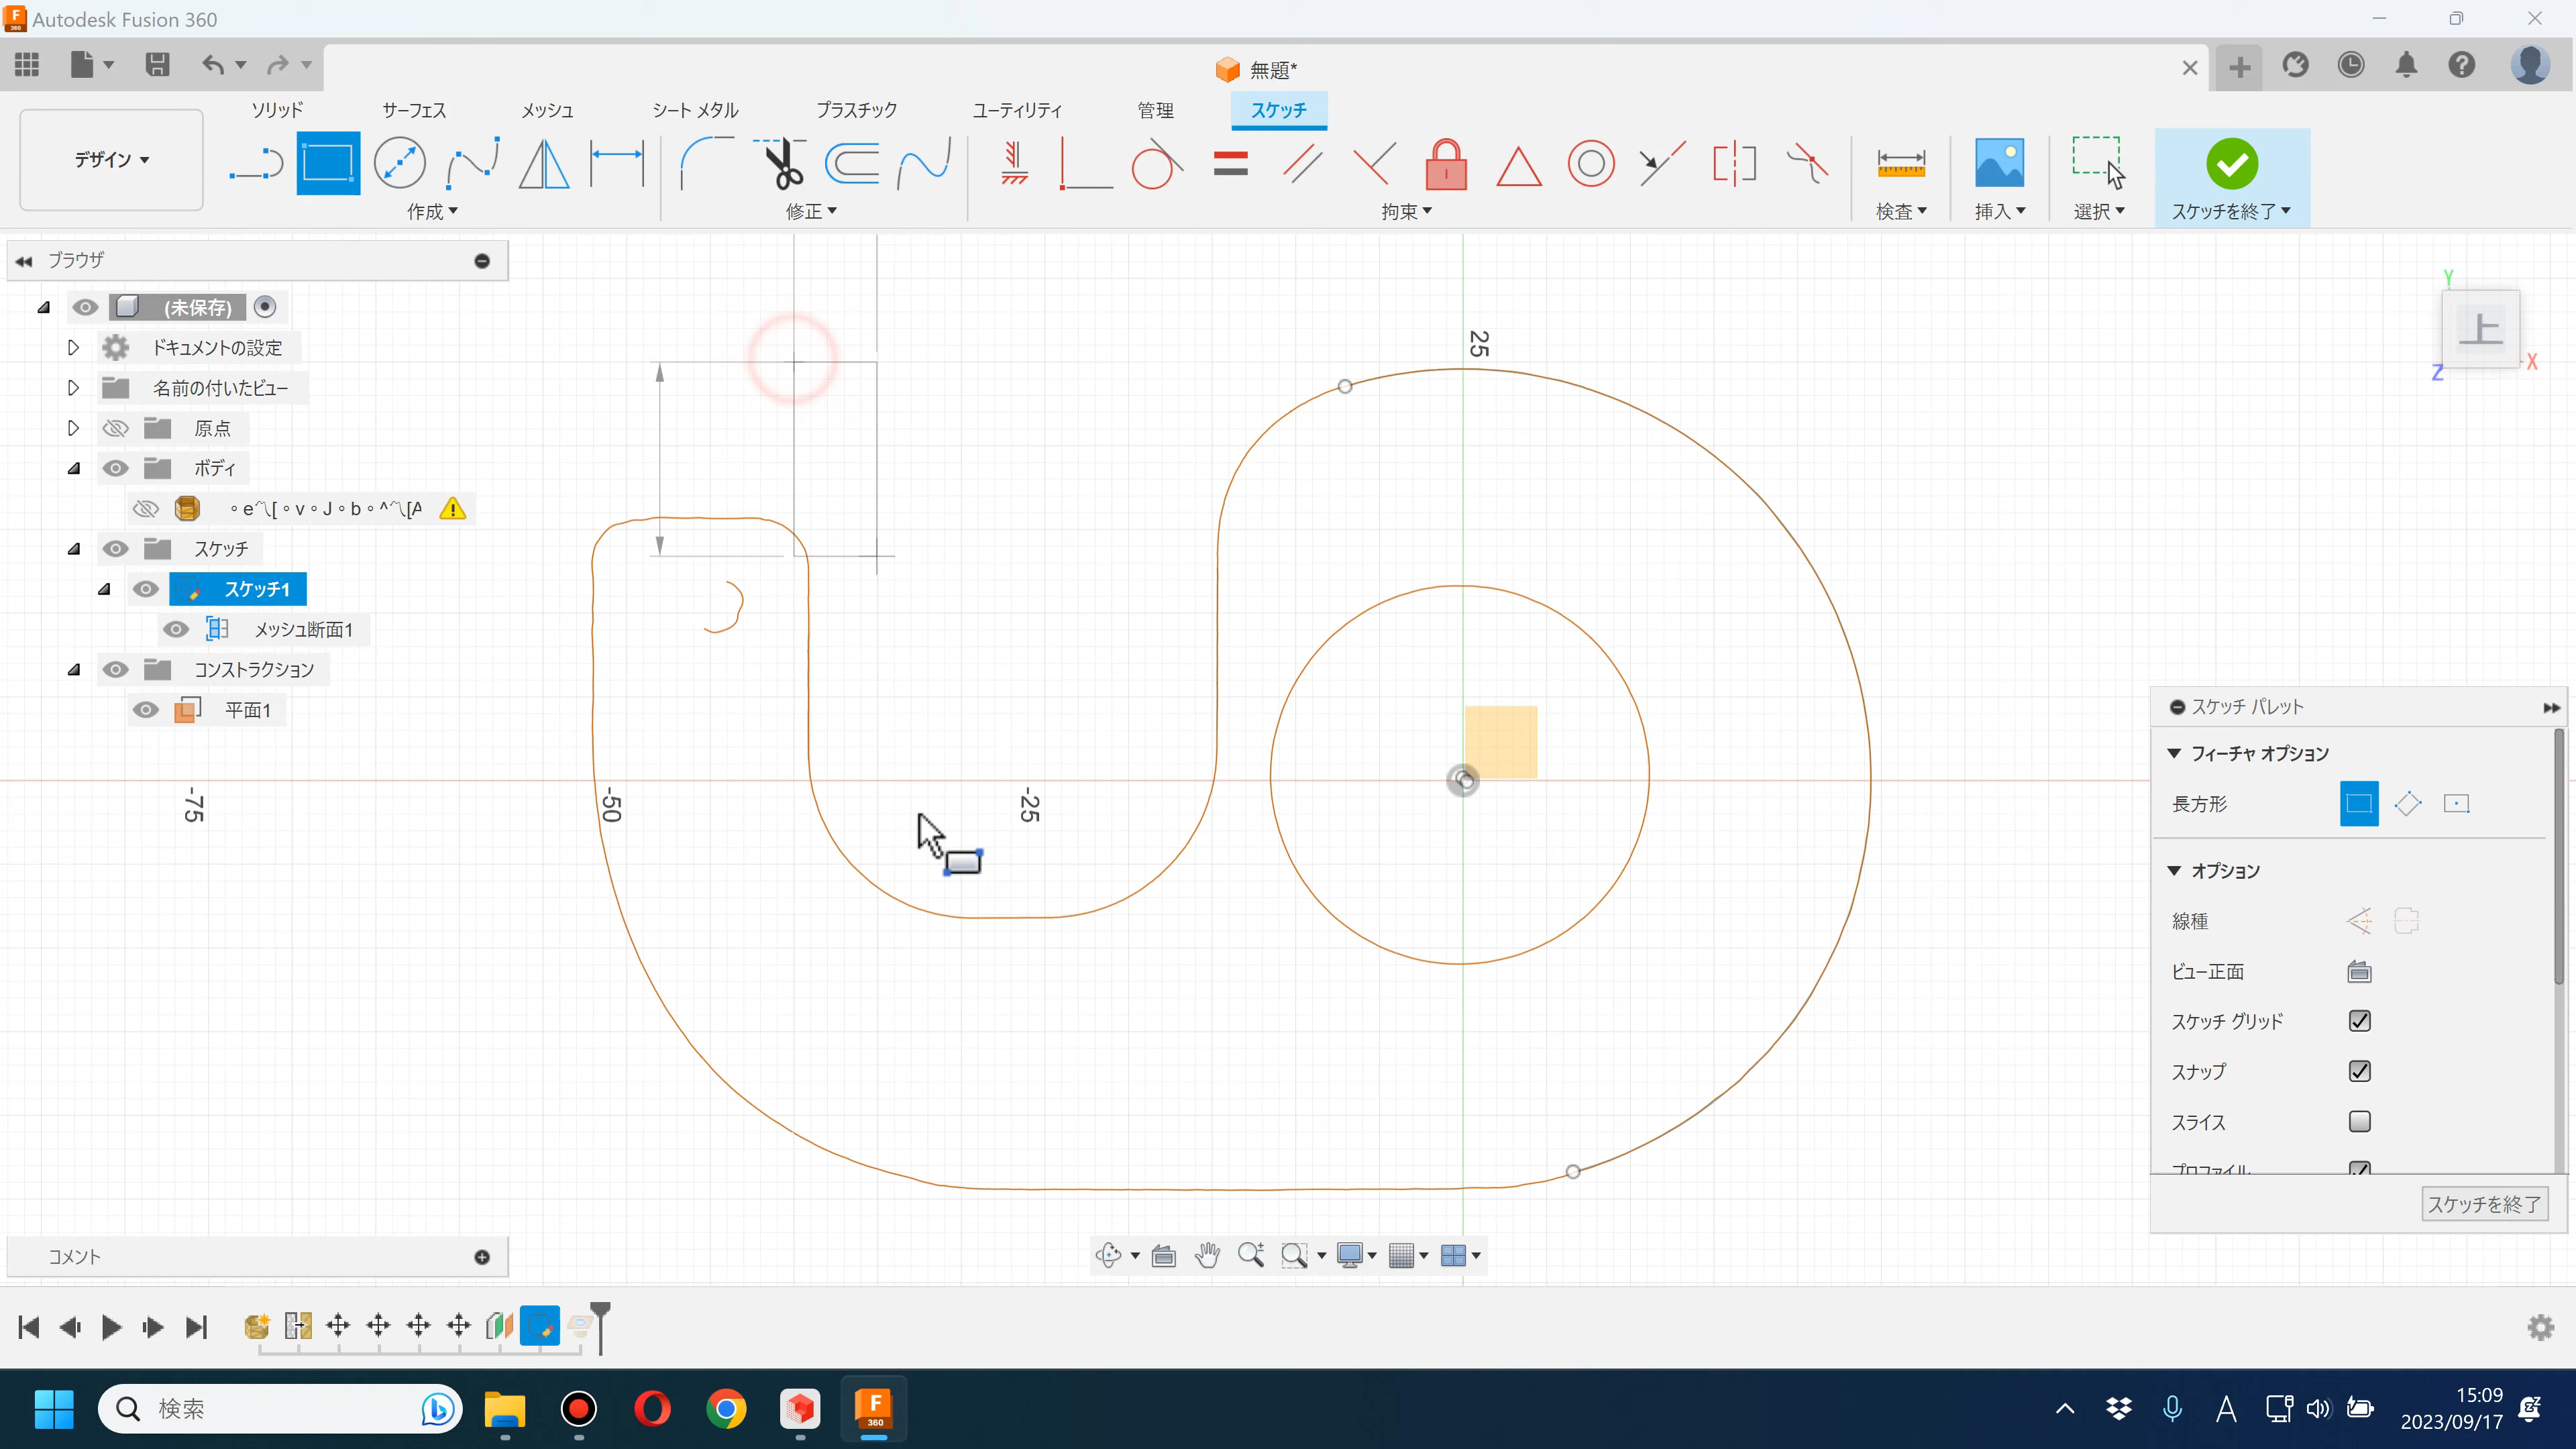 Autodesk Fusion 360
無題*
ソリッド サーフェス メッシュ シート メタル プラスチック ユーティリティ 管理 スケッチ
デザイン
作成 修正 拘束 検査 挿入 選択 スケッチを終了
ブラウザ
(未保存)
ドキュメントの設定
名前の付いたビュー
原点
ボディ
スケッチ
スケッチ1
メッシュ断面1
コンストラクション
平面1
25
-75
-50
-25
Y
上
X
Z
スケッチ パレット
フィーチャ オプション
長方形
オプション
線種
ビュー正面
スケッチ グリッド
スナップ
スライス
プロファイル
スケッチを終了
コメント
検索
F
360
A
15:09
2023/09/17